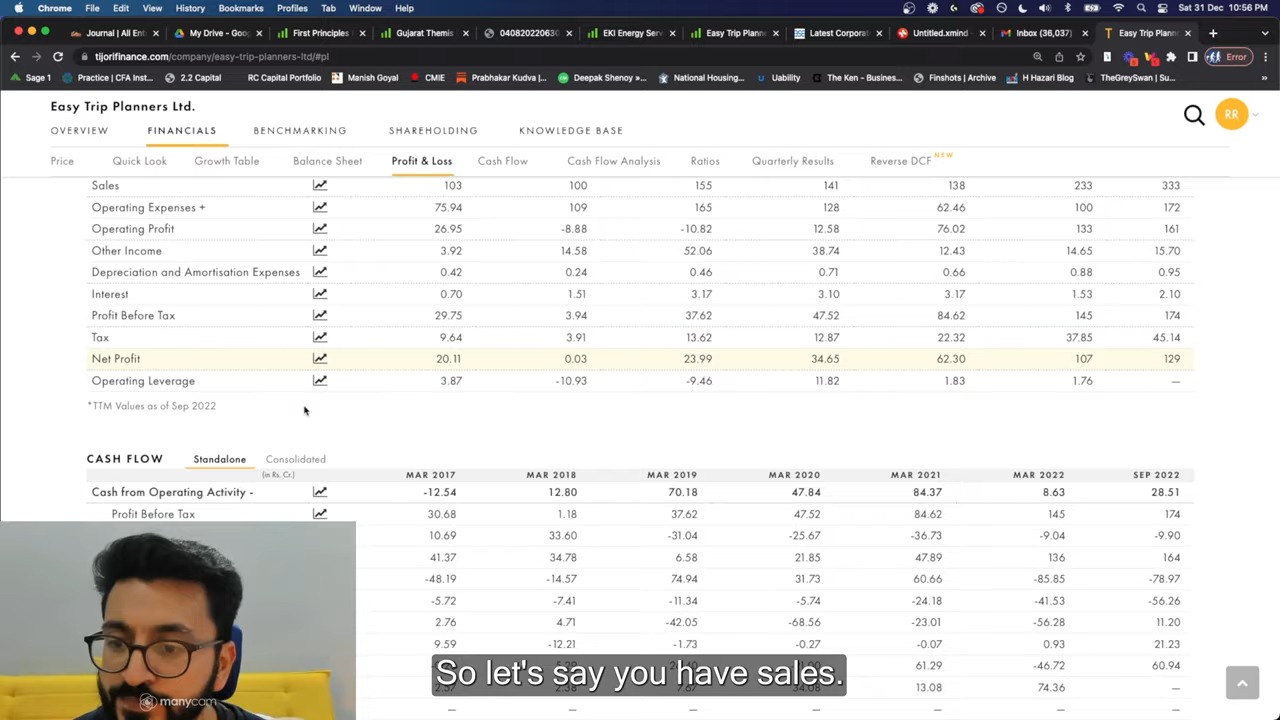 Chrome File Edit View History Bookmarks Profiles Tab Window Help Sat 31 Dec 10:56 PM
Journal | All Ent My Drive - Goo First Principles Gujarat Themis 040820220630 EKI Energy Serv Easy Trip Plann Latest Corporat Untitled.xmind Inbox (36,037) Easy Trip Plann
tijorifinance.com/company/easy-trip-planners-ltd/#pl Error
Sage 1 Practice | CFA Inst... 2.2 Capital RC Capital Portfolio Manish Goyal CMIE Prabhakar Kudva |... Deepak Shenoy »... National Housing... Uability The Ken - Busines... Finshots | Archive H Hazari Blog TheGreySwan | Su...
Easy Trip Planners Ltd.
RR
OVERVIEW FINANCIALS BENCHMARKING SHAREHOLDING KNOWLEDGE BASE
Price Quick Look Growth Table Balance Sheet Profit & Loss Cash Flow Cash Flow Analysis Ratios Quarterly Results Reverse DCF NEW
Sales 103 100 155 141 138 233 333
Operating Expenses + 75.94 109 165 128 62.46 100 172
Operating Profit 26.95 -8.88 -10.82 12.58 76.02 133 161
Other Income 3.92 14.58 52.06 38.74 12.43 14.65 15.70
Depreciation and Amortisation Expenses 0.42 0.24 0.46 0.71 0.66 0.88 0.95
Interest 0.70 1.51 3.17 3.10 3.17 1.53 2.10
Profit Before Tax 29.75 3.94 37.62 47.52 84.62 145 174
Tax 9.64 3.91 13.62 12.87 22.32 37.85 45.14
Net Profit 20.11 0.03 23.99 34.65 62.30 107 129
Operating Leverage 3.87 -10.93 -9.46 11.82 1.83 1.76 —
*TTM Values as of Sep 2022
CASH FLOW Standalone Consolidated
(in Rs. Cr.) MAR 2017 MAR 2018 MAR 2019 MAR 2020 MAR 2021 MAR 2022 SEP 2022
Cash from Operating Activity - -12.54 12.80 70.18 47.84 84.37 8.63 28.51
Profit Before Tax 30.68 1.18 37.62 47.52 84.62 145 174
10.69 33.60 -31.04 -25.67 -36.73 -9.04 -9.90
41.37 34.78 6.58 21.85 47.89 136 164
-48.19 -14.57 74.94 31.73 60.66 -85.85 -78.97
-5.72 -7.41 -11.34 -5.74 -24.18 -41.53 -56.26
2.76 4.71 -42.05 -68.56 -23.01 -56.28 11.20
9.59 -12.21 -1.73 -0.27 -0.07 0.93 21.23
61.29 -46.72 60.94
So let's say you have sales.
13.08 74.36 —
manycam
— — — — — — —